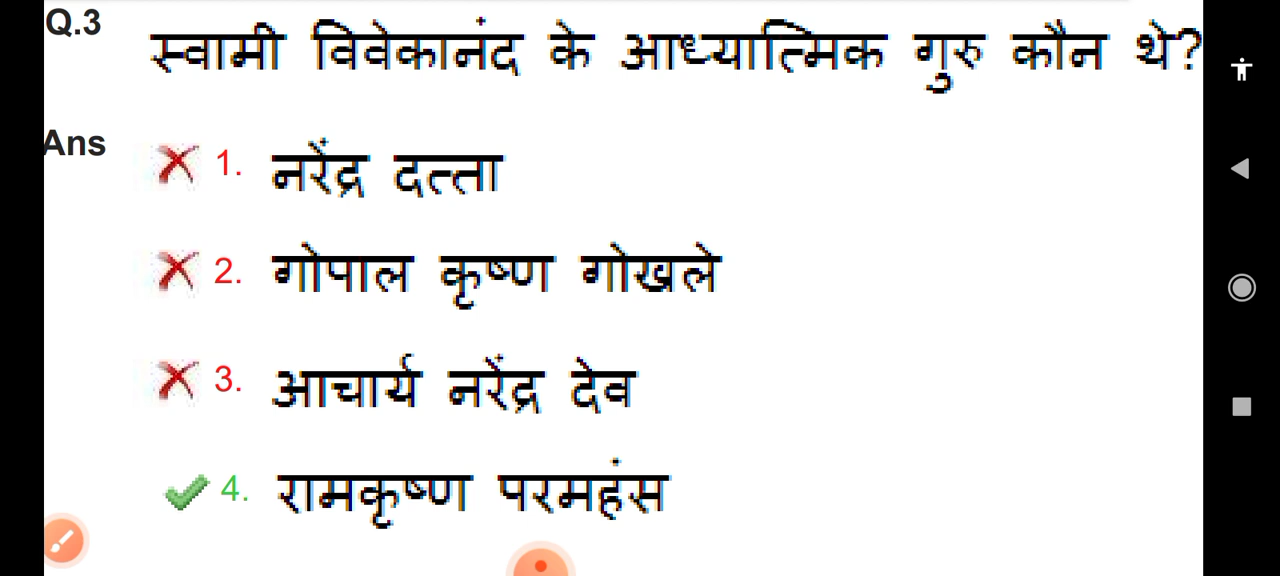 Q.3 स्वामी विवेकानंद के आध्यात्मिक गुरु कौन थे?
Ans 1. नरेंद्र दत्ता
2. गोपाल कृष्ण गोखले
3. आचार्य नरेंद्र देव
4. रामकृष्ण परमहंस